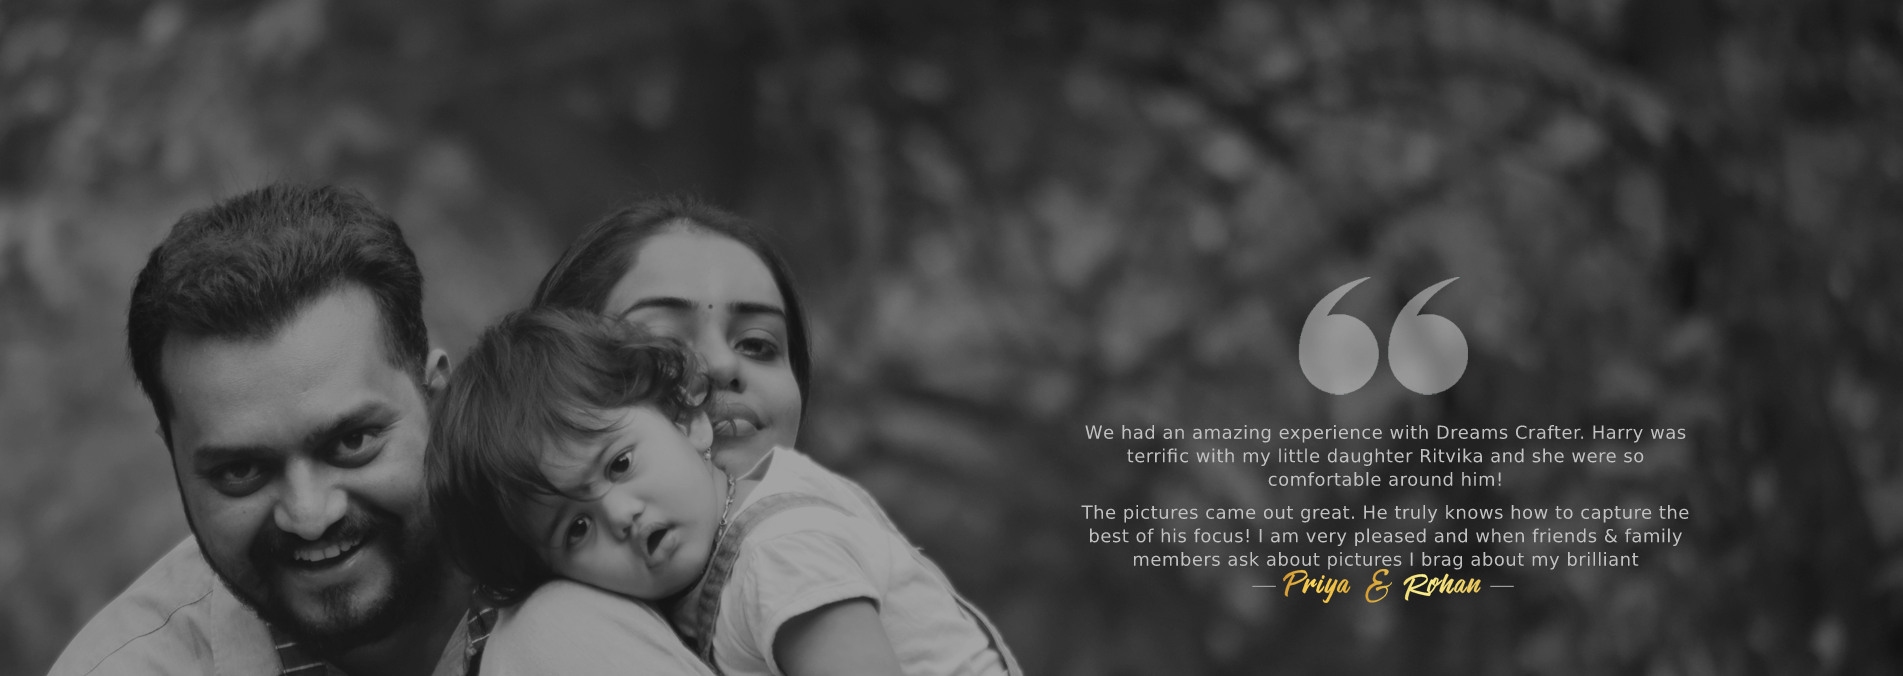 We had an amazing experience with Dreams Crafter. Harry was
terrific with my little daughter Ritvika and she were so
comfortable around him!
The pictures came out great. He truly knows how to capture the
best of his focus! I am very pleased and when friends & family
members ask about pictures I brag about my brilliant
— Priya & Rohan —